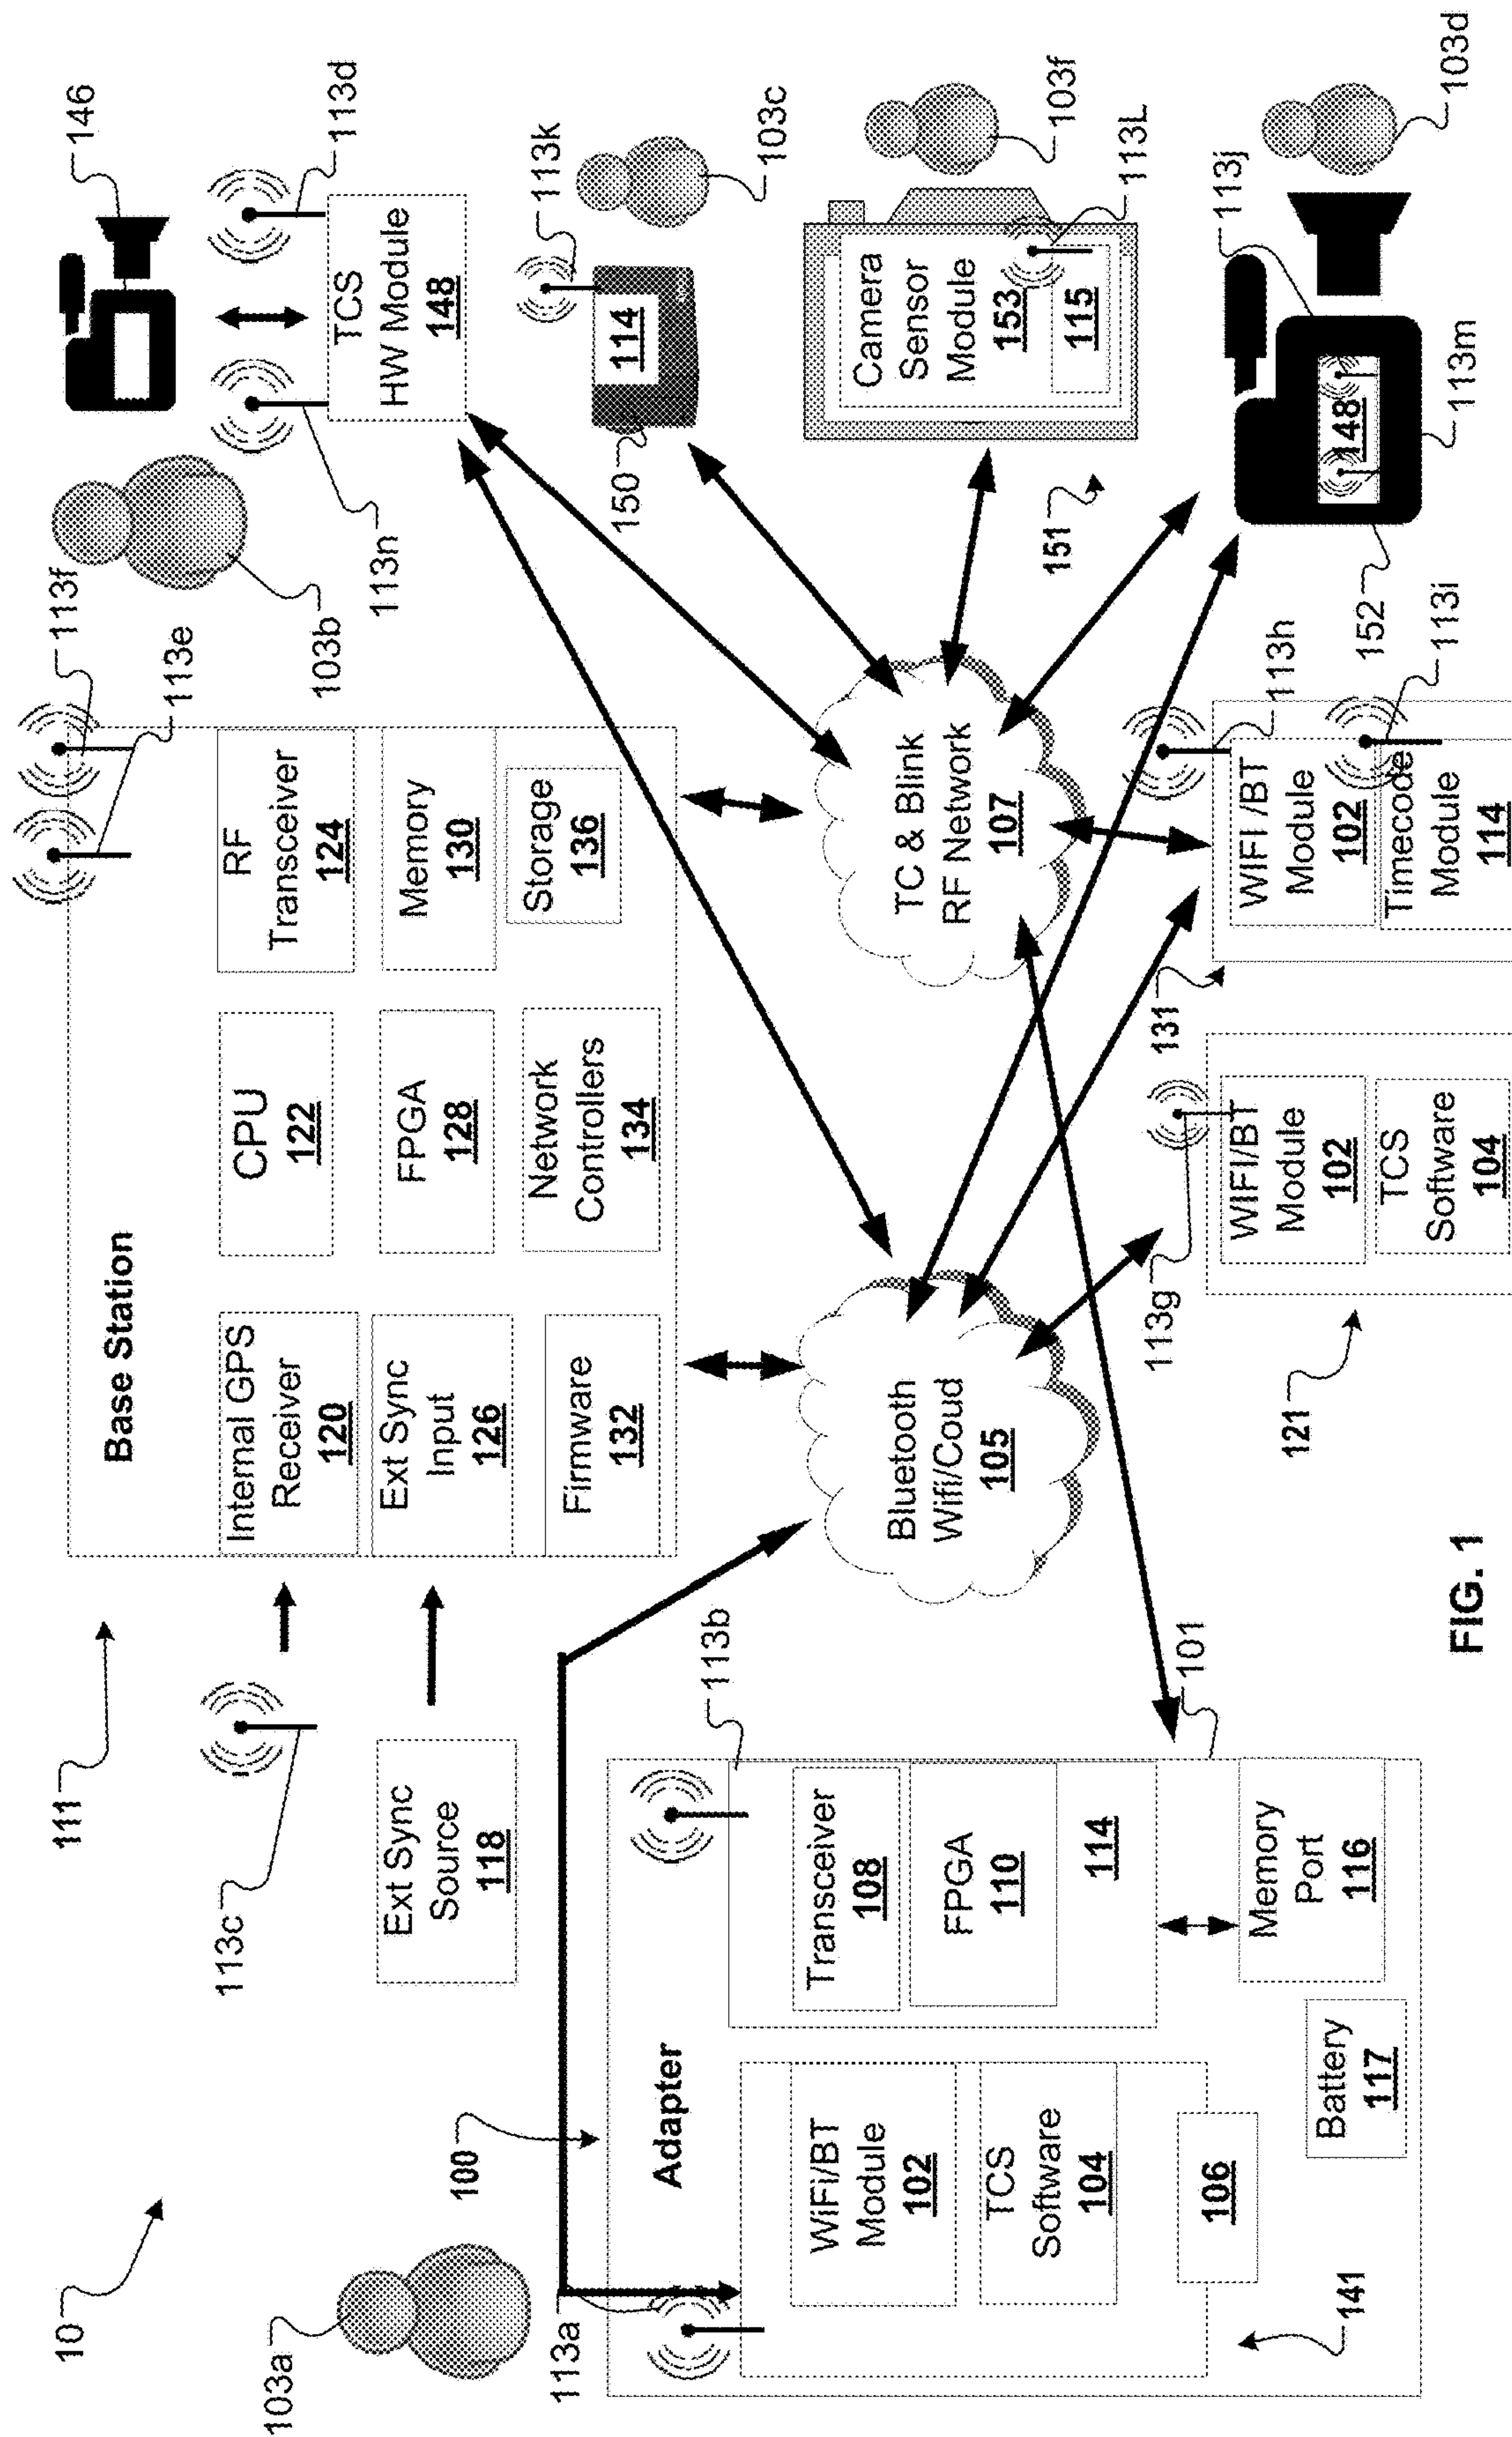 10
111
103a
113c
Ext Sync
Source
118
Base Station
Internal GPS
Receiver
120
CPU
122
RF
Transceiver
124
Ext Sync
Input
126
FPGA
128
Memory
130
Firmware
132
Network
Controllers
134
Storage
136
113e
113f
103b
113n
146
113d
TCS
HW Module
148
113k
114
150
103c
Camera
Sensor
Module
153
115
113L
103f
151
113j
148
113m
152
103d
Bluetooth
Wifi/Coud
105
TC & Blink
RF Network
107
100
113a
113b
Adapter
WiFi/BT
Module
102
TCS
Software
104
106
141
Transceiver
108
FPGA
110
114
Memory
Port
116
Battery
117
101
121
113g
WIFI/BT
Module
102
TCS
Software
104
131
113h
113i
WIFI /BT
Module
102
Timecode
Module
114
FIG. 1